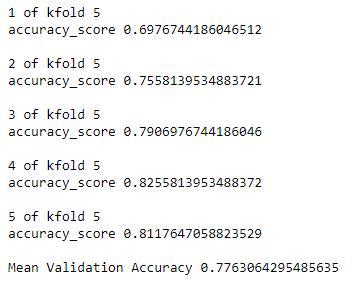 1 of kfold 5
accuracy_score 0.6976744186046512
2 of kfold 5
accuracy_score 0.7558139534883721
3 of kfold 5
accuracy_score 0.7906976744186046
4 of kfold 5
accuracy_score 0.8255813953488372
5 of kfold 5
accuracy_score 0.8117647058823529
Mean Validation Accuracy 0.7763064295485635